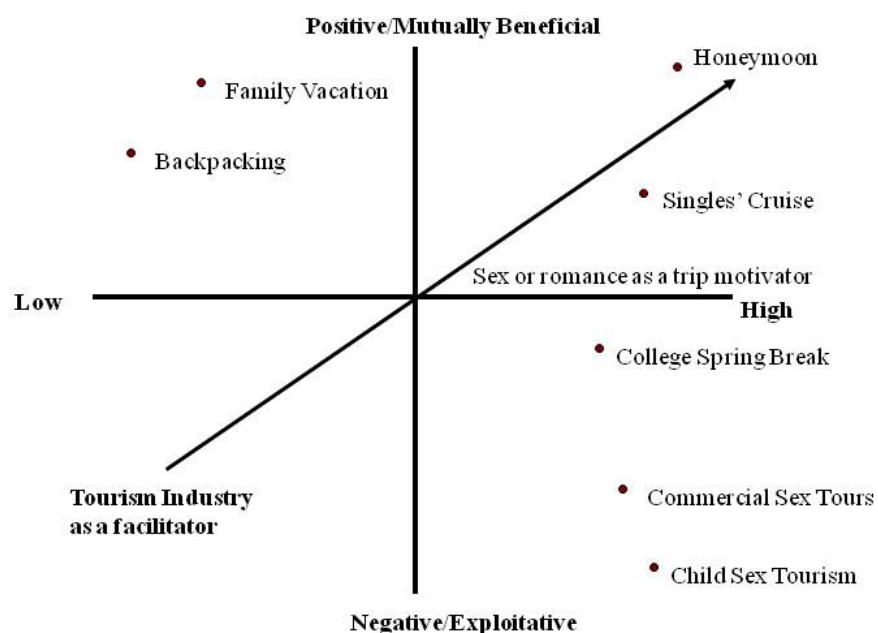 Positive/Mutually Beneficial
Honeymoon
Family Vacation
Backpacking
Singles’ Cruise
Sex or romance as a trip motivator
Low
High
College Spring Break
Tourism Industry
as a facilitator
Commercial Sex Tours
Child Sex Tourism
Negative/Exploitative